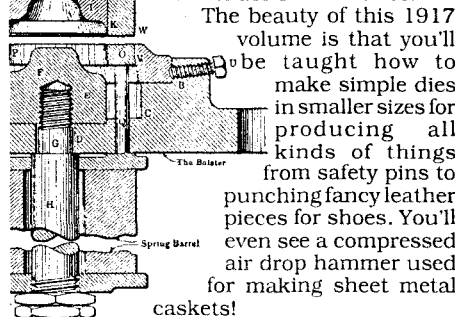 The beauty of this 1917
volume is that you'll
be taught how to
make simple dies
in smaller sizes for
producing all
kinds of things
from safety pins to
punching fancy leather
pieces for shoes. You'll
even see a compressed
air drop hammer used
for making sheet metal
caskets!
K
W
P
O
V
U
F
B
E
C
G
D
The Bolster
H
Spring Barrel